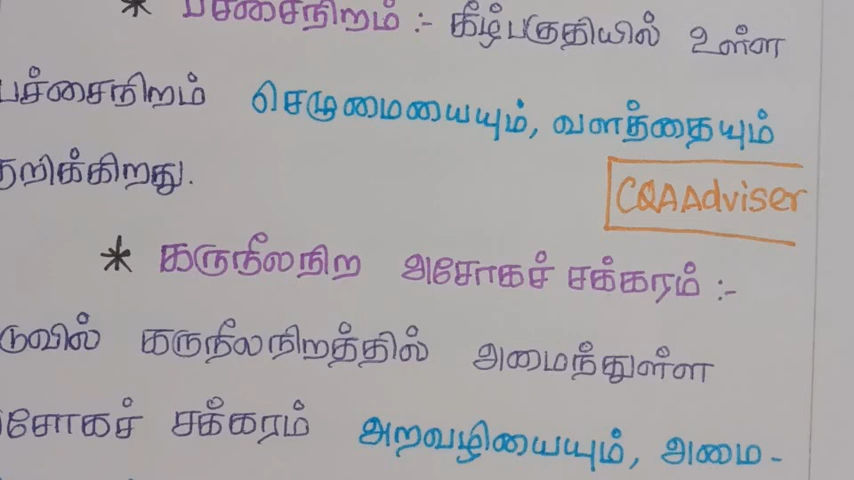 * பச்சைநிறம் :- கீழ்பகுதியில் உள்ள
பச்சைநிறம் செழுமையையும், வளத்தையும்
குறிக்கிறது.
CQAAdviser
* கருநீலநிற அசோகச் சக்கரம் :-
நடுவில் கருநீலநிறத்தில் அமைந்துள்ள
அசோகச் சக்கரம் அறவழியையும், அமை-